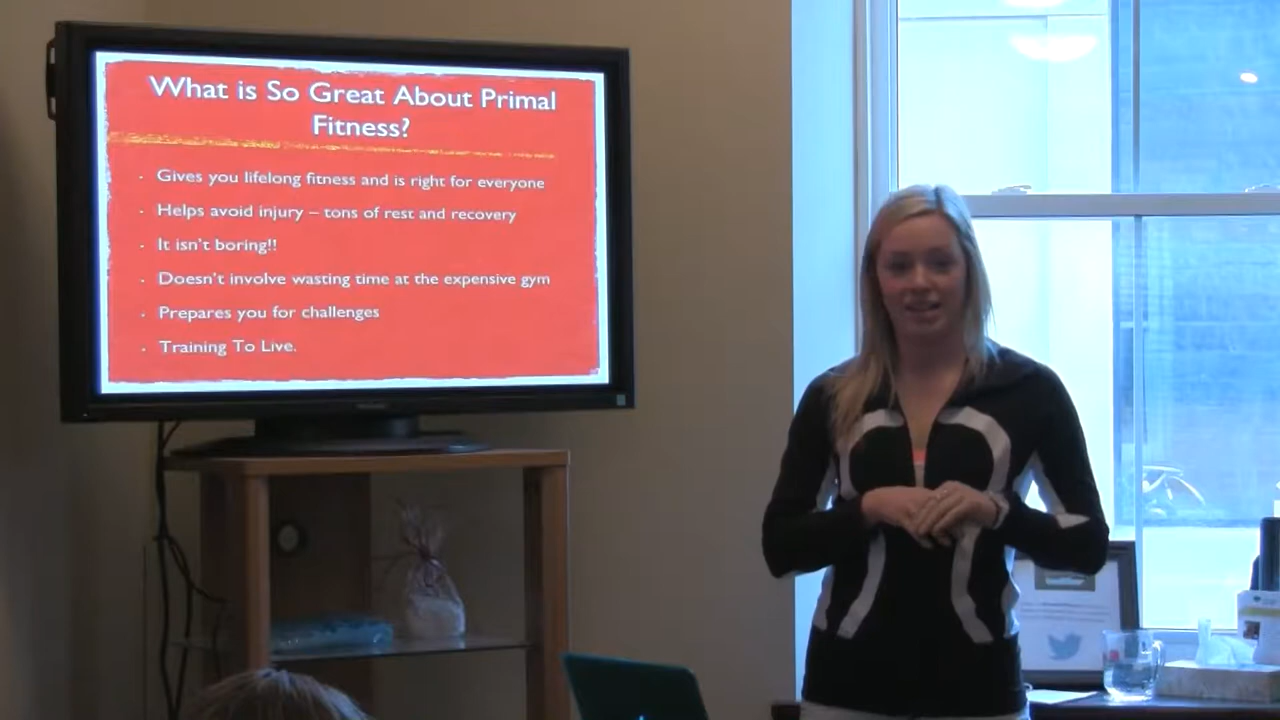 What is So Great About Primal
Fitness?
· Gives you lifelong fitness and is right for everyone
· Helps avoid injury – tons of rest and recovery
· It isn't boring!!
· Doesn't involve wasting time at the expensive gym
· Prepares you for challenges
· Training To Live.